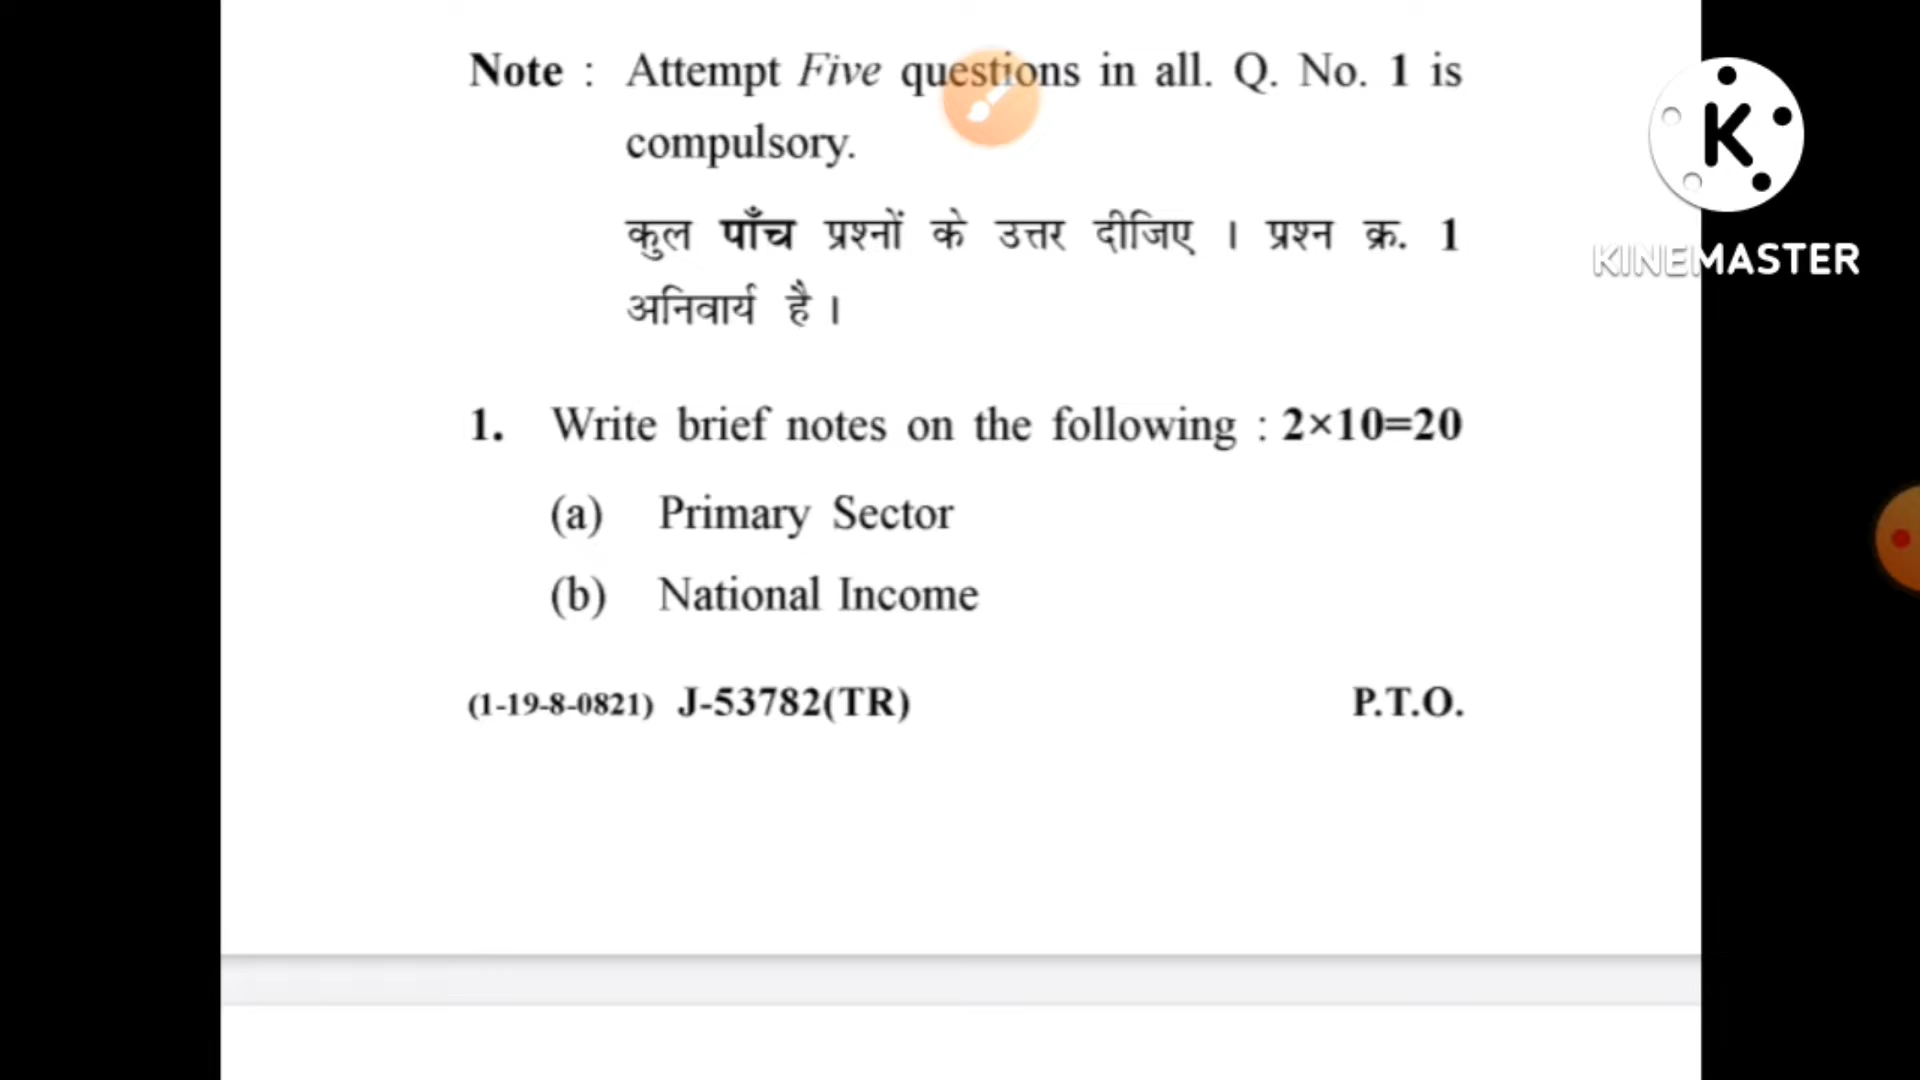 Note : Attempt Five questions in all. Q. No. 1 is
compulsory.
कुल पाँच प्रश्नों के उत्तर दीजिए । प्रश्न क्र. 1
अनिवार्य है ।
1. Write brief notes on the following : 2×10=20
(a) Primary Sector
(b) National Income
(1-19-8-0821) J-53782(TR) P.T.O.
K
KINEMASTER